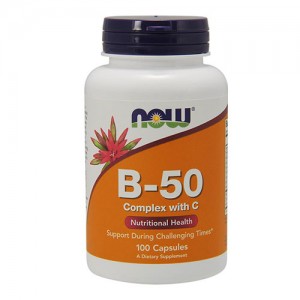 now
B-50
Complex with C
Nutritional Health
Support During Challenging Times*
100 Capsules
A Dietary Supplement